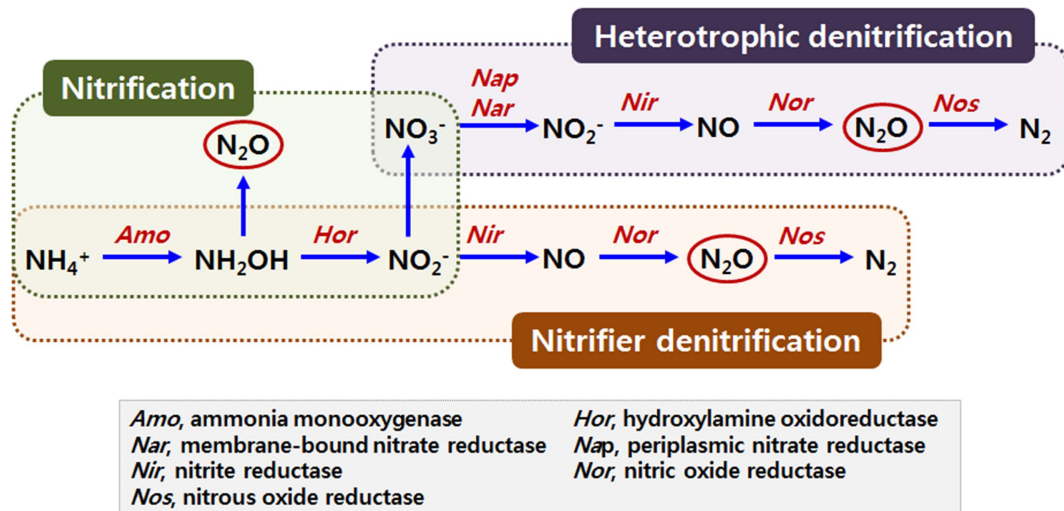 Heterotrophic denitrification
Nitrification
Nap
Nar Nir Nor Nos
NO₃⁻ NO₂⁻ NO N₂O N₂
N₂O
Amo Hor Nir Nor Nos
NH₄⁺ NH₂OH NO₂⁻ NO N₂O N₂
Nitrifier denitrification
Amo, ammonia monooxygenase
Hor, hydroxylamine oxidoreductase
Nar, membrane-bound nitrate reductase
Nap, periplasmic nitrate reductase
Nir, nitrite reductase
Nor, nitric oxide reductase
Nos, nitrous oxide reductase